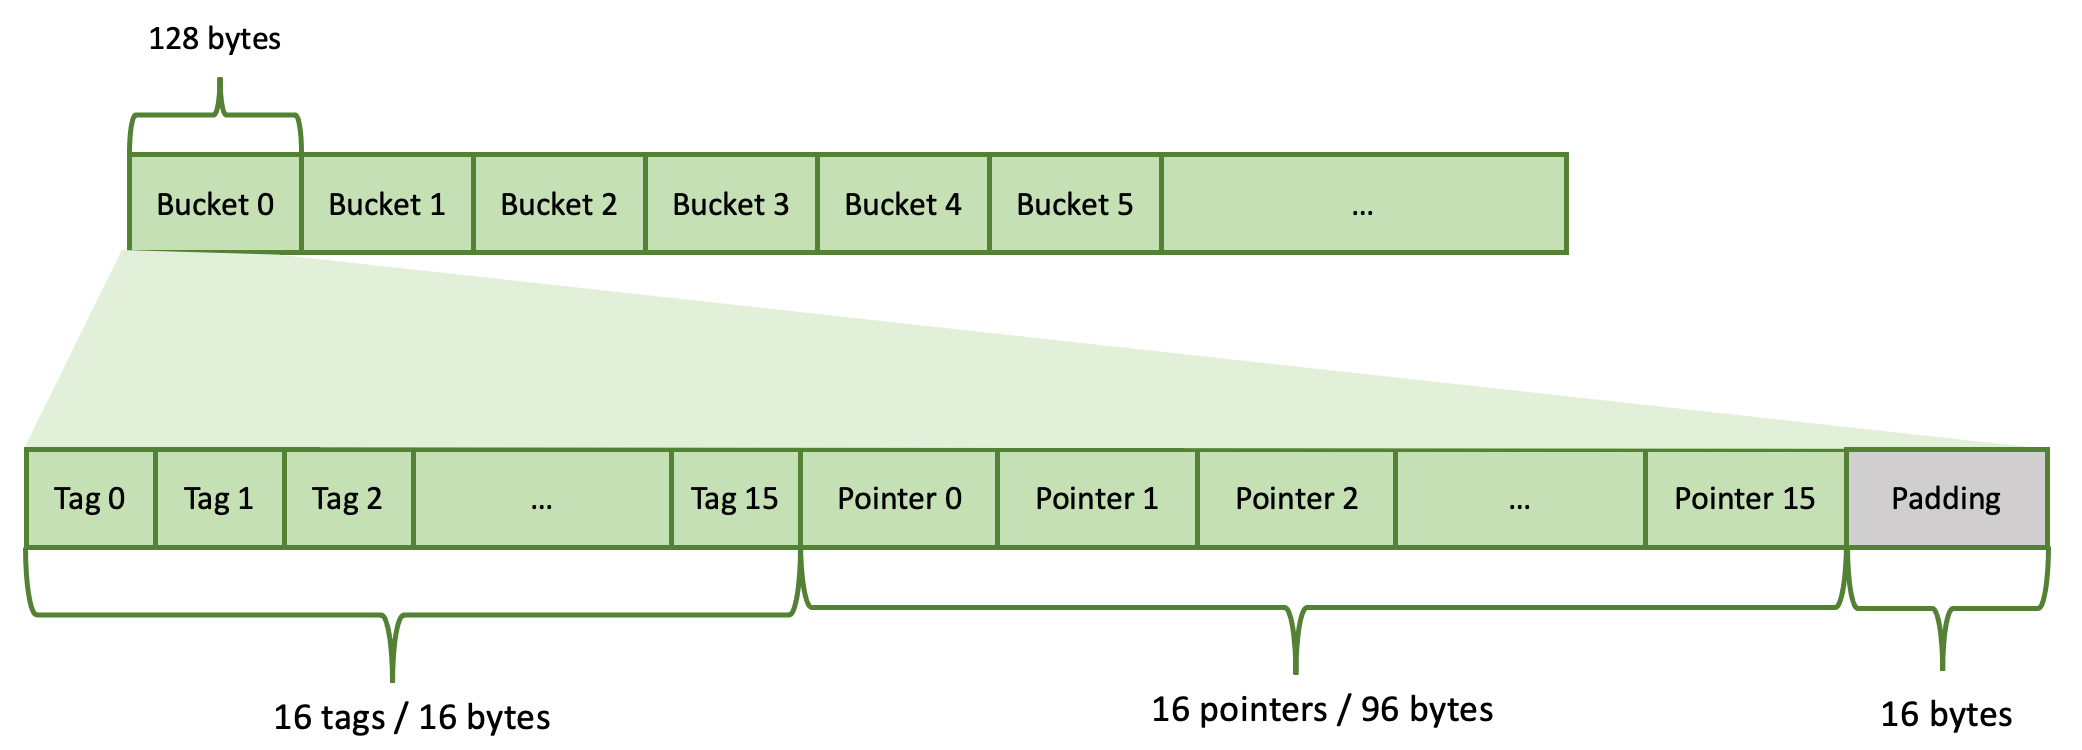 128 bytes
Bucket 0 Bucket 1 Bucket 2 Bucket 3 Bucket 4 Bucket 5 ...
Tag 0 Tag 1 Tag 2 ... Tag 15 Pointer 0 Pointer 1 Pointer 2 ... Pointer 15 Padding
16 tags / 16 bytes 16 pointers / 96 bytes 16 bytes